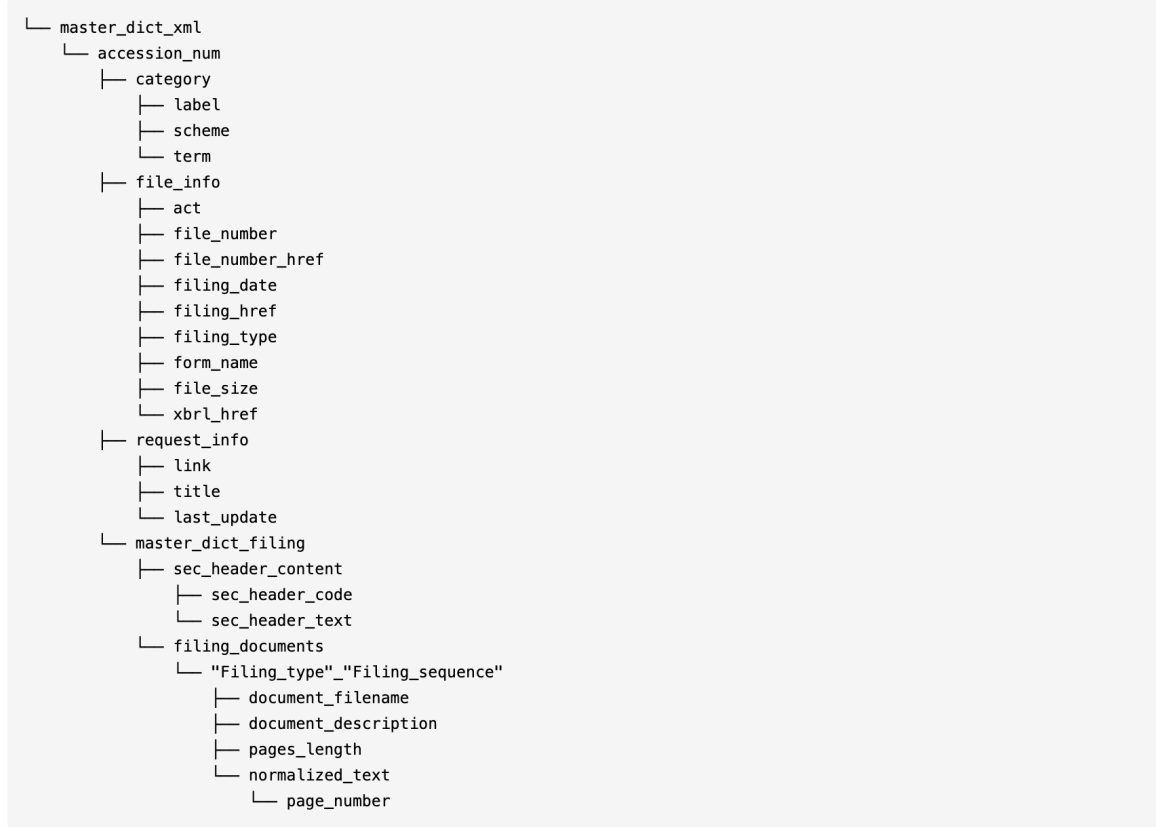 └── master_dict_xml
    └── accession_num
        ├── category
            ├── label
            ├── scheme
            └── term
        ├── file_info
            ├── act
            ├── file_number
            ├── file_number_href
            ├── filing_date
            ├── filing_href
            ├── filing_type
            ├── form_name
            ├── file_size
            └── xbrl_href
        ├── request_info
            ├── link
            ├── title
            └── last_update
        └── master_dict_filing
            ├── sec_header_content
                ├── sec_header_code
                └── sec_header_text
            └── filing_documents
                └── "Filing_type"_"Filing_sequence"
                    ├── document_filename
                    ├── document_description
                    ├── pages_length
                    └── normalized_text
                        └── page_number